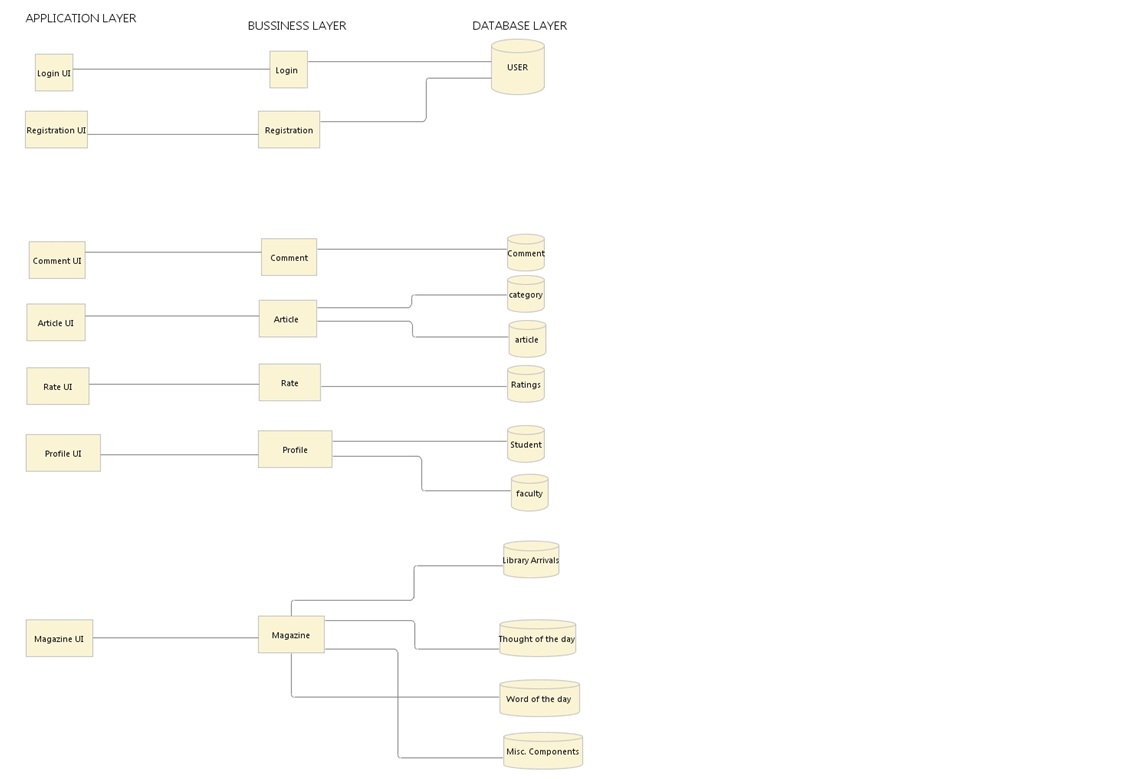 APPLICATION LAYER
BUSSINESS LAYER
DATABASE LAYER
Login UI
Login
USER
Registration UI
Registration
Comment UI
Comment
Comment
category
Article UI
Article
article
Rate UI
Rate
Ratings
Profile UI
Profile
Student
faculty
Library Arrivals
Magazine UI
Magazine
Thought of the day
Word of the day
Misc. Components